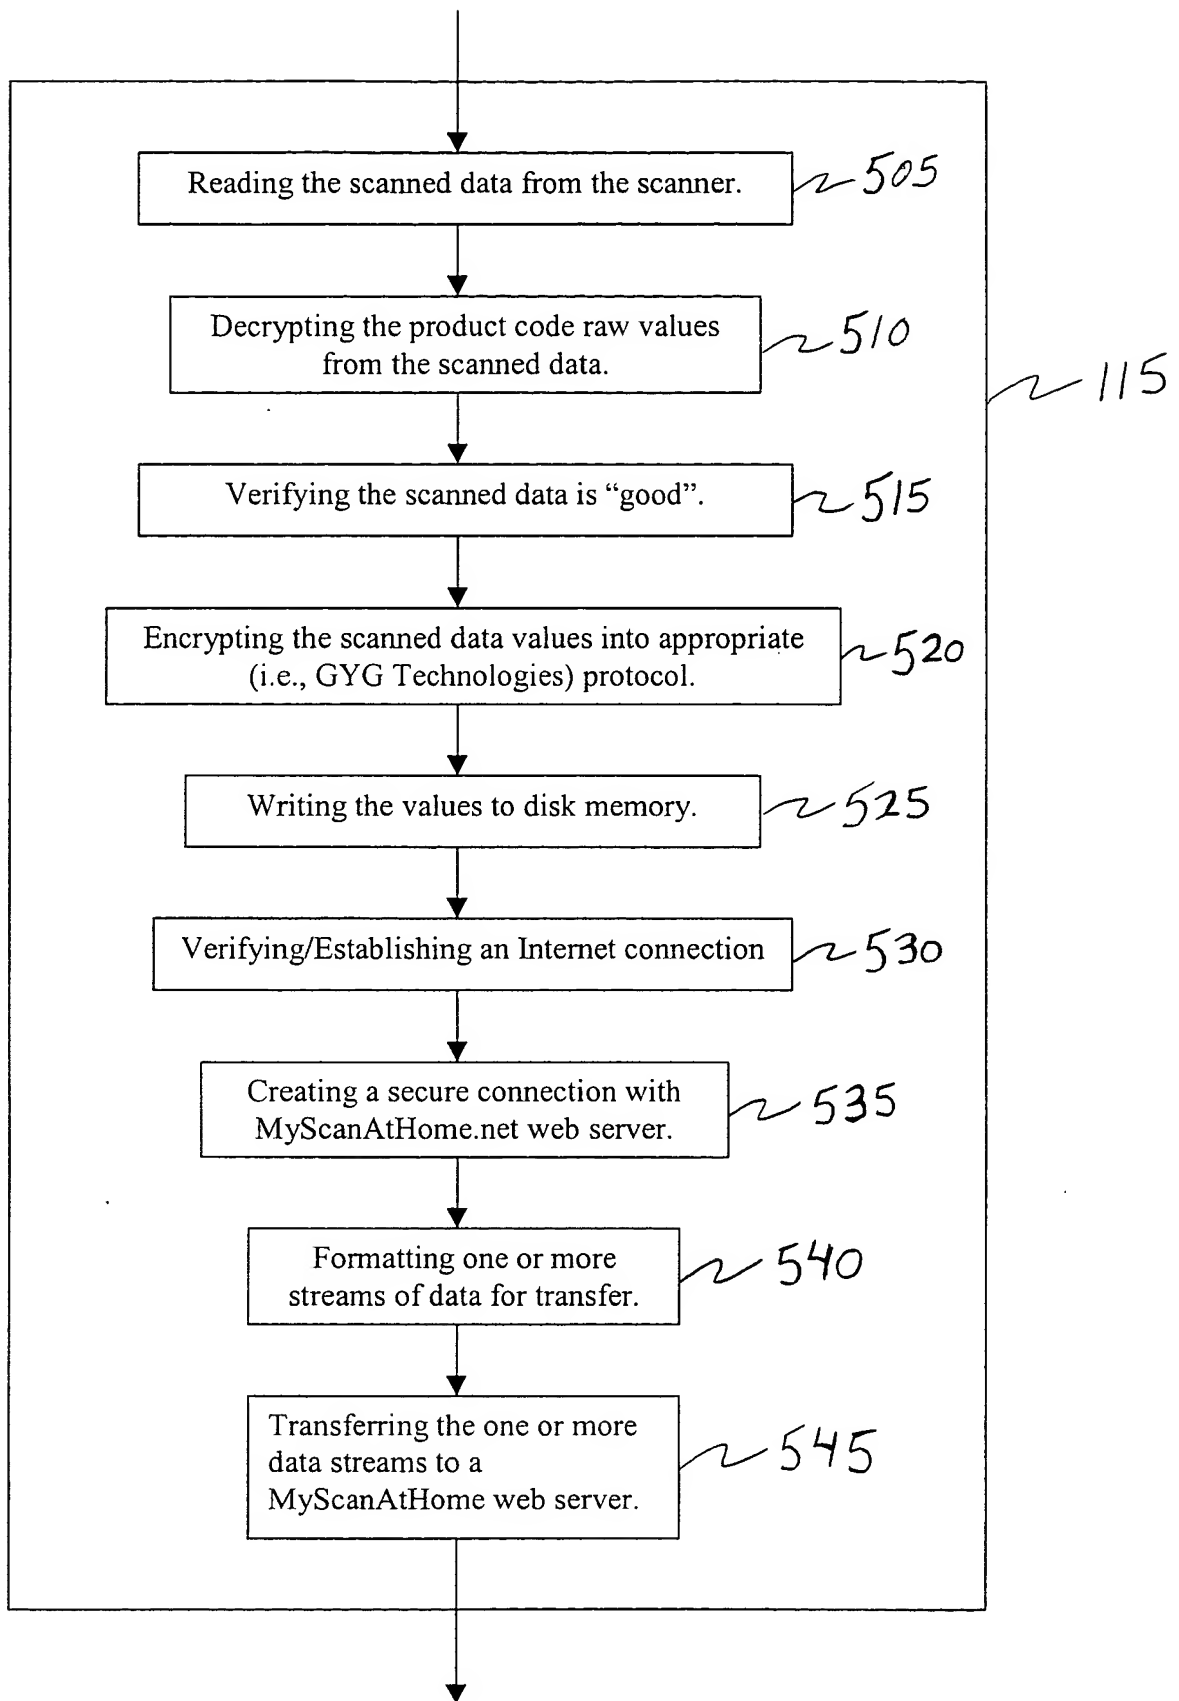 Reading the scanned data from the scanner.
505
Decrypting the product code raw values
from the scanned data.
510
115
Verifying the scanned data is “good”.
515
Encrypting the scanned data values into appropriate
(i.e., GYG Technologies) protocol.
520
Writing the values to disk memory.
525
Verifying/Establishing an Internet connection
530
Creating a secure connection with
MyScanAtHome.net web server.
535
Formatting one or more
streams of data for transfer.
540
Transferring the one or more
data streams to a
MyScanAtHome web server.
545